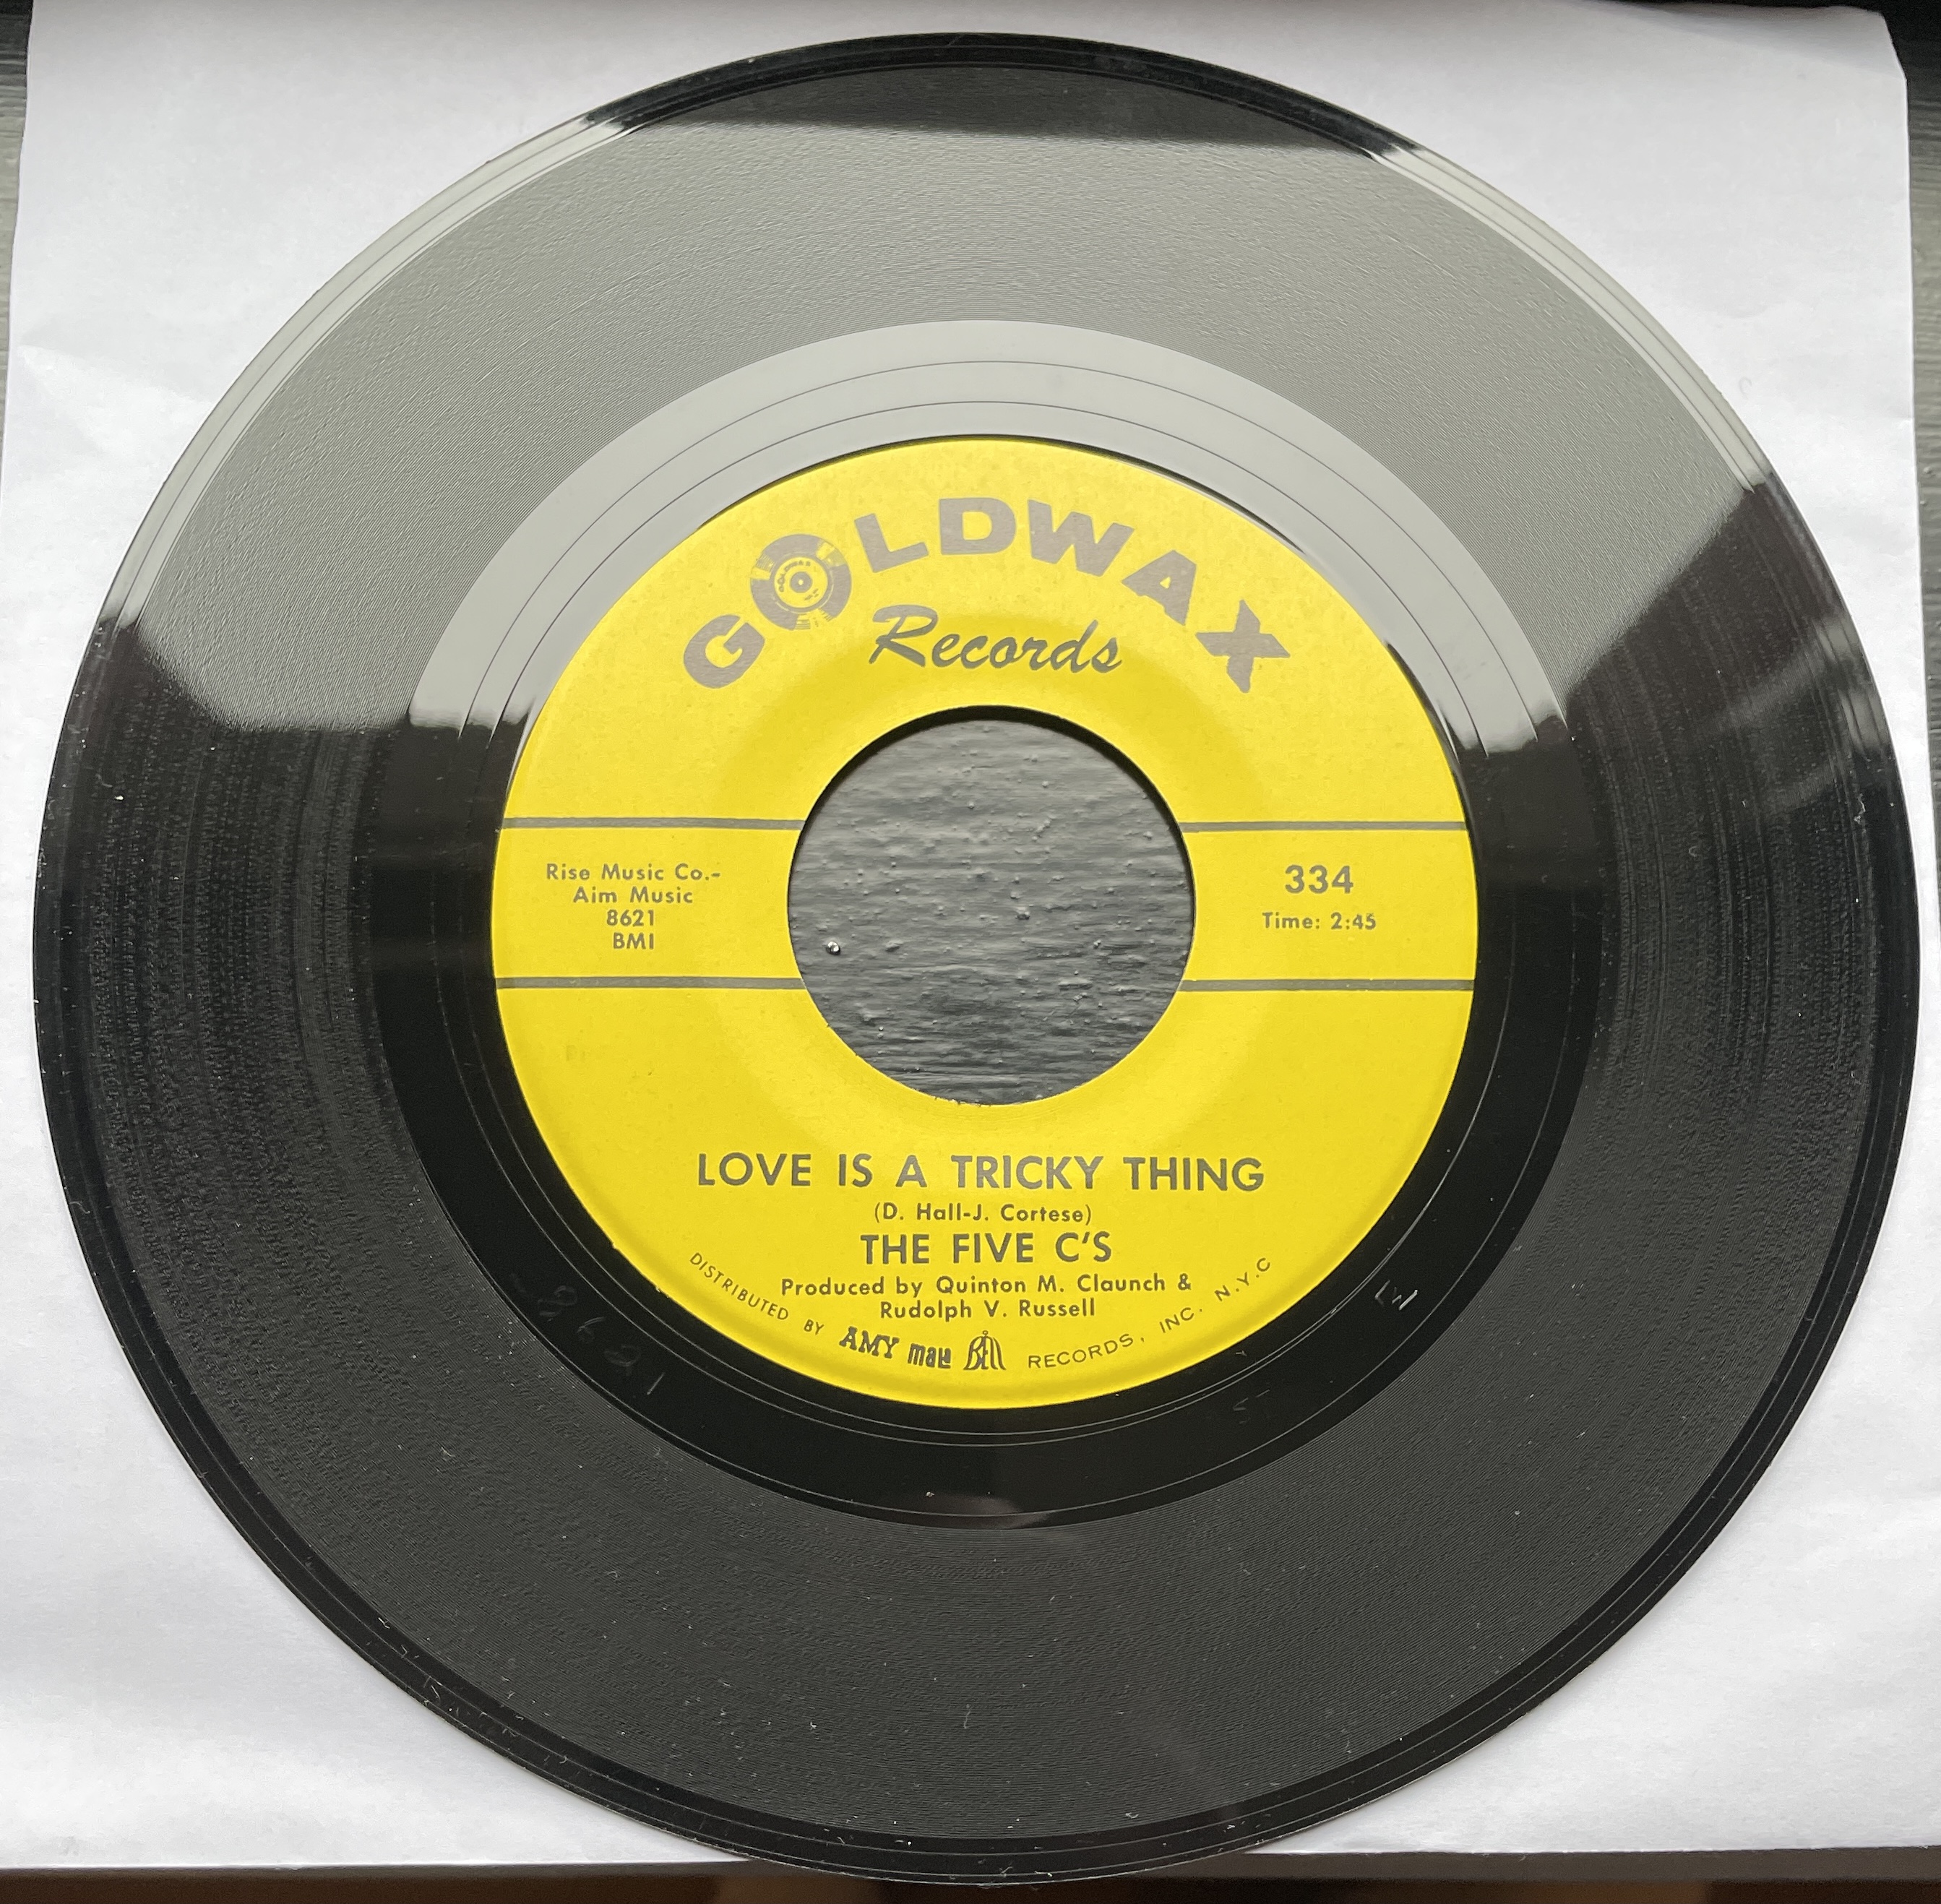 GOLDWAX
Records
Rise Music Co.-
Aim Music
8621
BMI
334
Time: 2:45
LOVE IS A TRICKY THING
(D. Hall-J. Cortese)
THE FIVE C'S
Produced by Quinton M. Claunch &
Rudolph V. Russell
DISTRIBUTED BY AMY mala BELL RECORDS, INC. N.Y.C
8621